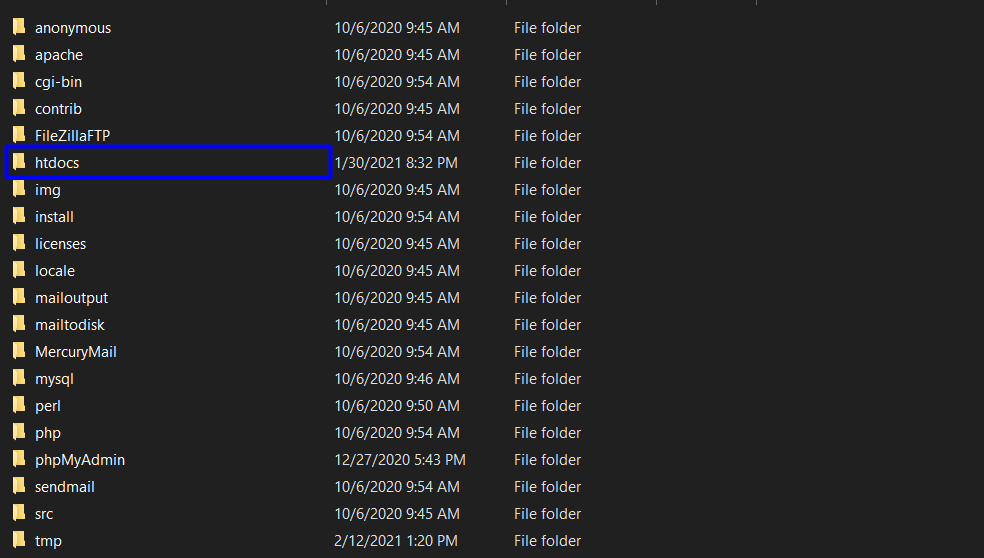 anonymous 10/6/2020 9:45 AM File folder
apache 10/6/2020 9:45 AM File folder
cgi-bin 10/6/2020 9:54 AM File folder
contrib 10/6/2020 9:45 AM File folder
FileZillaFTP 10/6/2020 9:54 AM File folder
htdocs 1/30/2021 8:32 PM File folder
img 10/6/2020 9:45 AM File folder
install 10/6/2020 9:54 AM File folder
licenses 10/6/2020 9:45 AM File folder
locale 10/6/2020 9:45 AM File folder
mailoutput 10/6/2020 9:45 AM File folder
mailtodisk 10/6/2020 9:45 AM File folder
MercuryMail 10/6/2020 9:54 AM File folder
mysql 10/6/2020 9:46 AM File folder
perl 10/6/2020 9:50 AM File folder
php 10/6/2020 9:54 AM File folder
phpMyAdmin 12/27/2020 5:43 PM File folder
sendmail 10/6/2020 9:54 AM File folder
src 10/6/2020 9:45 AM File folder
tmp 2/12/2021 1:20 PM File folder